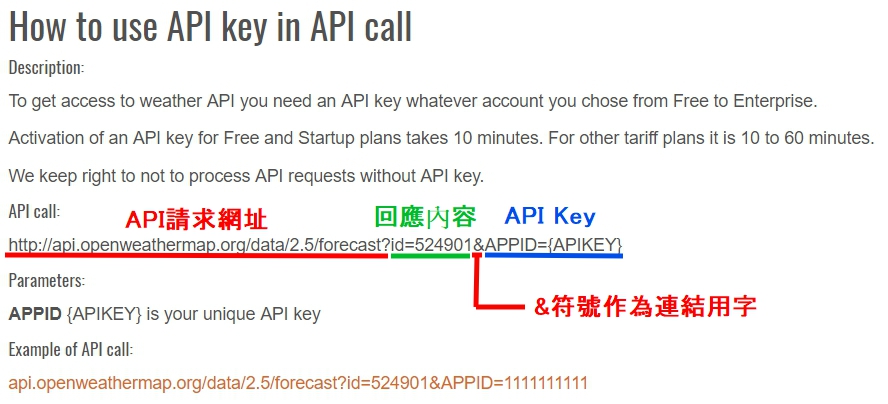 How to use API key in API call
Description:
To get access to weather API you need an API key whatever account you chose from Free to Enterprise.
Activation of an API key for Free and Startup plans takes 10 minutes. For other tariff plans it is 10 to 60 minutes.
We keep right to not to process API requests without API key.
API call:
API請求網址 回應內容 API Key
http://api.openweathermap.org/data/2.5/forecast?id=524901&APPID={APIKEY}
Parameters:
&符號作為連結用字
APPID {APIKEY} is your unique API key
Example of API call:
api.openweathermap.org/data/2.5/forecast?id=524901&APPID=1111111111